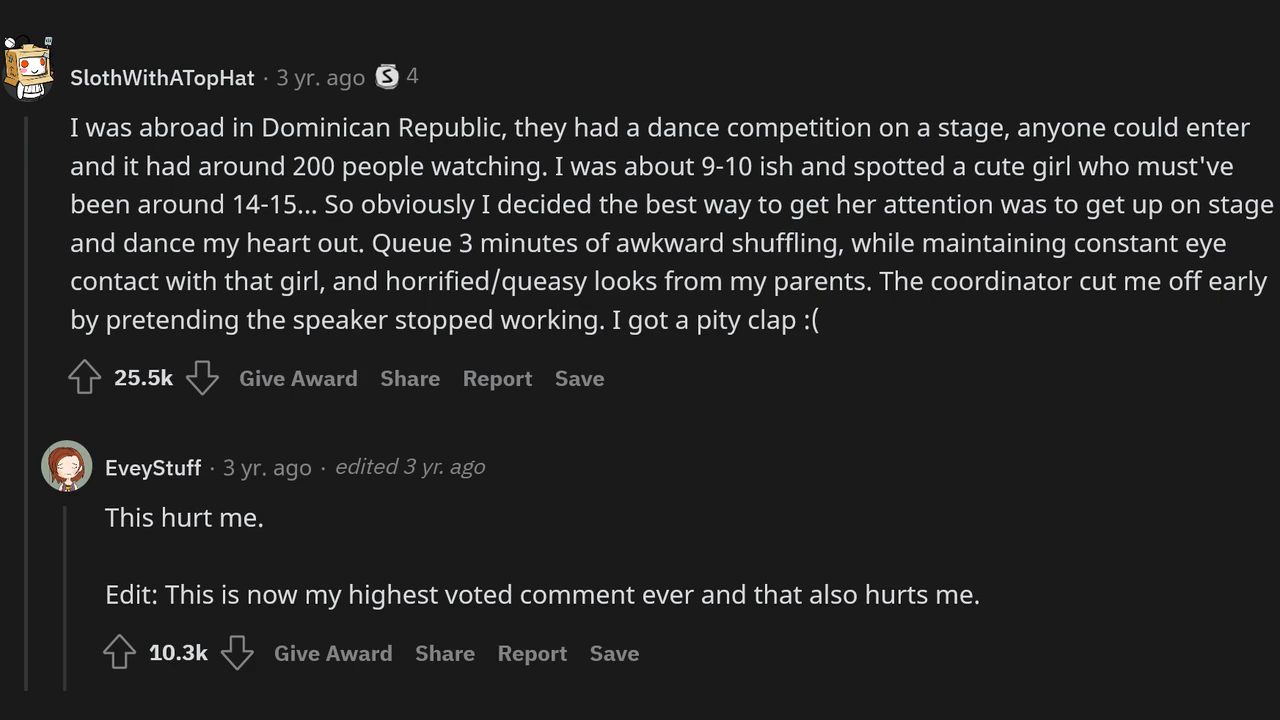 SlothWithATopHat · 3 yr. ago S 4
I was abroad in Dominican Republic, they had a dance competition on a stage, anyone could enter
and it had around 200 people watching. I was about 9-10 ish and spotted a cute girl who must've
been around 14-15... So obviously I decided the best way to get her attention was to get up on stage
and dance my heart out. Queue 3 minutes of awkward shuffling, while maintaining constant eye
contact with that girl, and horrified/queasy looks from my parents. The coordinator cut me off early
by pretending the speaker stopped working. I got a pity clap :(
25.5k Give Award Share Report Save
EveyStuff · 3 yr. ago · edited 3 yr. ago
This hurt me.
Edit: This is now my highest voted comment ever and that also hurts me.
10.3k Give Award Share Report Save